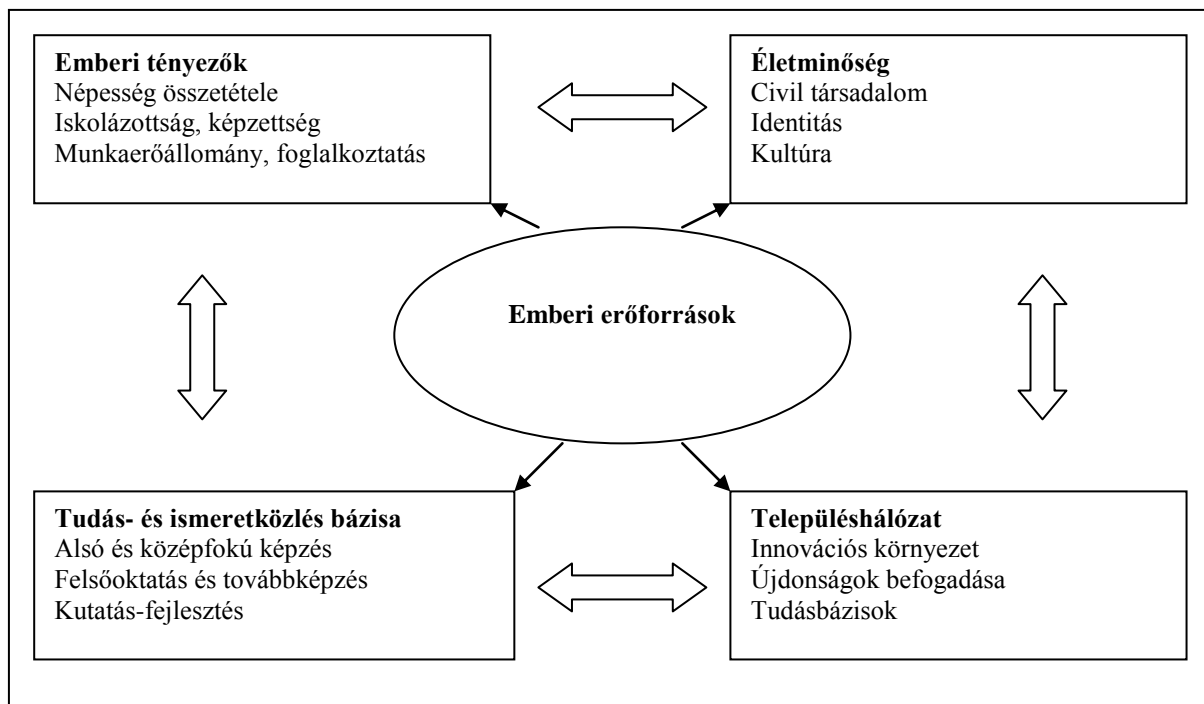 Emberi tényezők
Népesség összetétele
Iskolázottság, képzettség
Munkaerőállomány, foglalkoztatás
Életminőség
Civil társadalom
Identitás
Kultúra
Emberi erőforrások
Tudás- és ismeretközlés bázisa
Alsó és középfokú képzés
Felsőoktatás és továbbképzés
Kutatás-fejlesztés
Településhálózat
Innovációs környezet
Újdonságok befogadása
Tudásbázisok